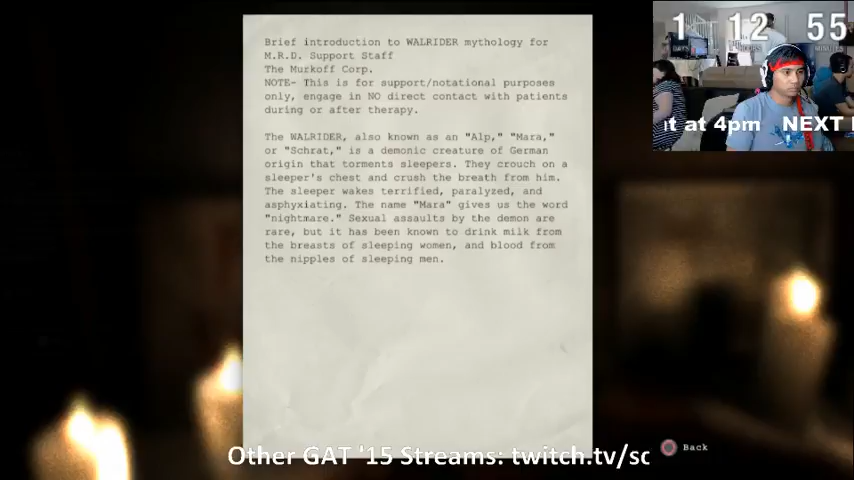 Brief introduction to WALRIDER mythology for
M.R.D. Support Staff
The Murkoff Corp.
NOTE- This is for support/notational purposes
only, engage in NO direct contact with patients
during or after therapy.
The WALRIDER, also known as an "Alp," "Mara,"
or "Schrat," is a demonic creature of German
origin that torments sleepers. They crouch on a
sleeper's chest and crush the breath from him.
The sleeper wakes terrified, paralyzed, and
asphyxiating. The name "Mara" gives us the word
"nightmare." Sexual assaults by the demon are
rare, but it has been known to drink milk from
the breasts of sleeping women, and blood from
the nipples of sleeping men.
1 12 55
DAYS HOURS MINUTES
at 4pm NEXT
Back
Other GAT '15 Streams: twitch.tv/sc